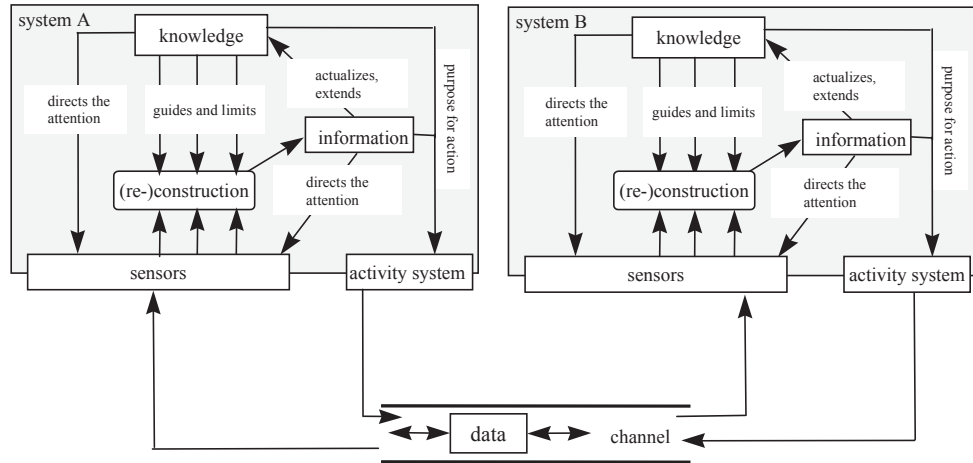 system A
knowledge
directs the
attention
guides and limits
actualizes,
extends
purpose for action
information
(re-)construction
directs the
attention
sensors
activity system
system B
knowledge
directs the
attention
guides and limits
actualizes,
extends
purpose for action
information
(re-)construction
directs the
attention
sensors
activity system
data
channel